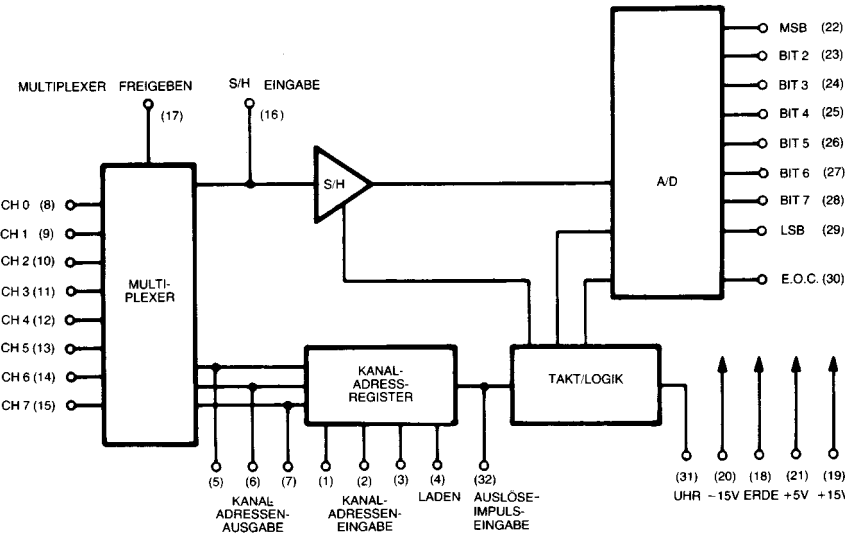 MSB (22)
BIT 2 (23)
BIT 3 (24)
BIT 4 (25)
BIT 5 (26)
BIT 6 (27)
BIT 7 (28)
LSB (29)
E.O.C. (30)
MULTIPLEXER FREIGEBEN
(17)
S/H EINGABE
(16)
S/H
A/D
CH 0 (8)
CH 1 (9)
CH 2 (10)
CH 3 (11)
CH 4 (12)
CH 5 (13)
CH 6 (14)
CH 7 (15)
MULTI-
PLEXER
KANAL-
ADRESS-
REGISTER
TAKT/LOGIK
(5) (6) (7)
KANAL-
ADRESSEN-
AUSGABE
(1) (2) (3)
KANAL-
ADRESSEN-
EINGABE
(4)
LADEN
(32)
AUSLÖSE-
IMPULS-
EINGABE
(31) (20) (18) (21) (19)
UHR -15V ERDE +5V +15V